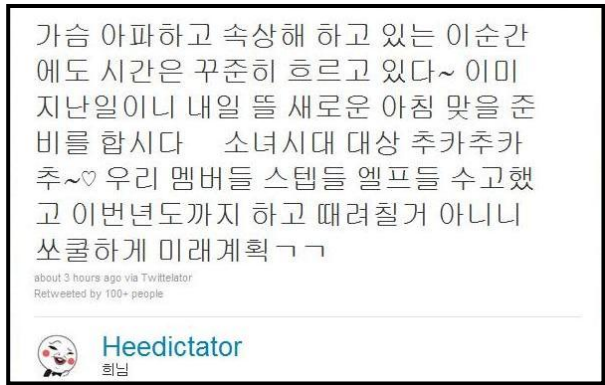 가슴 아파하고 속상해 하고 있는 이순간
에도 시간은 꾸준히 흐르고 있다~ 이미
지난일이니 내일 뜰 새로운 아침 맞을 준
비를 합시다 소녀시대 대상 추카추카
추~♡ 우리 멤버들 스텝들 엘프들 수고했
고 이번년도까지 하고 때려칠거 아니니
쏘쿨하게 미래계획ㄱㄱ
about 3 hours ago via Twittelator
Retweeted by 100+ people
Heedictator
희님